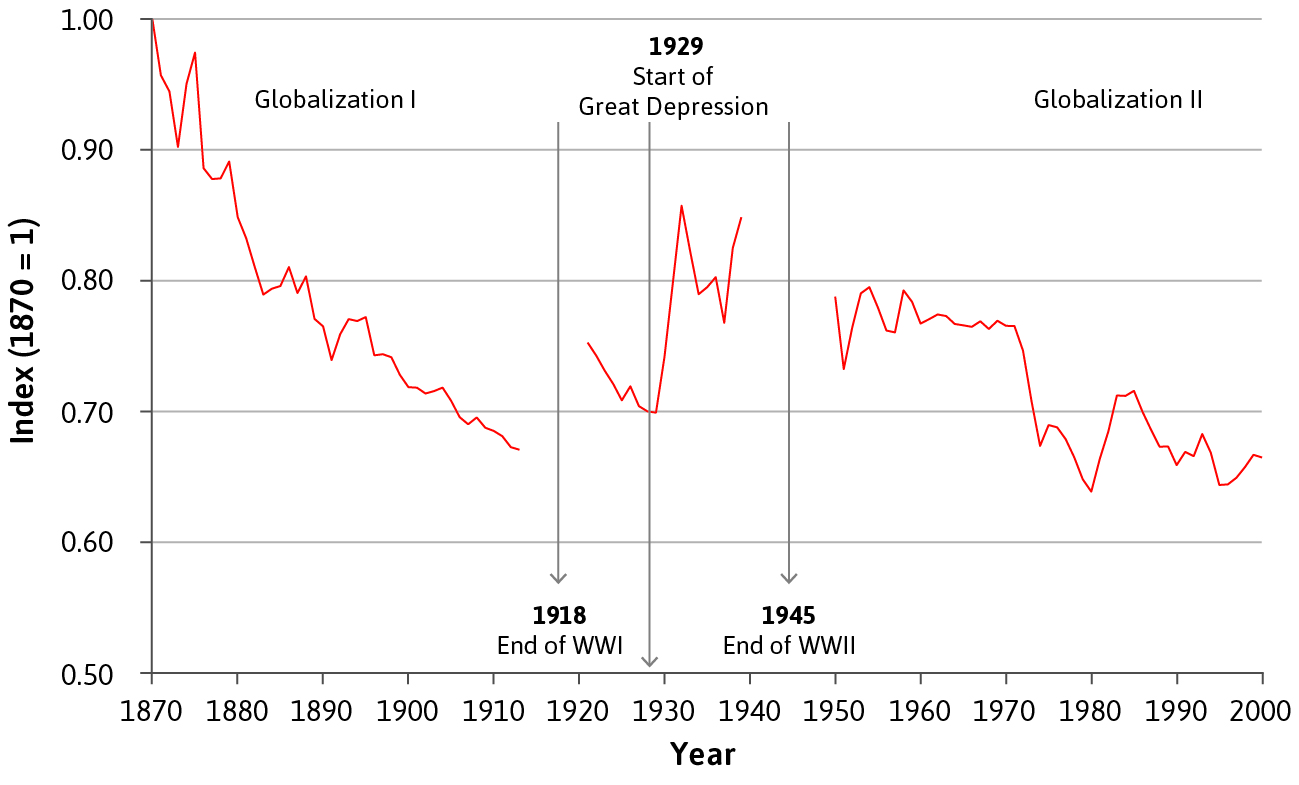 1929
Start of
Great Depression
Globalization I
Globalization II
Index (1870 = 1)
1.00
0.90
0.80
0.70
0.60
0.50
1918
End of WWI
1945
End of WWII
1870 1880 1890 1900 1910 1920 1930 1940 1950 1960 1970 1980 1990 2000
Year